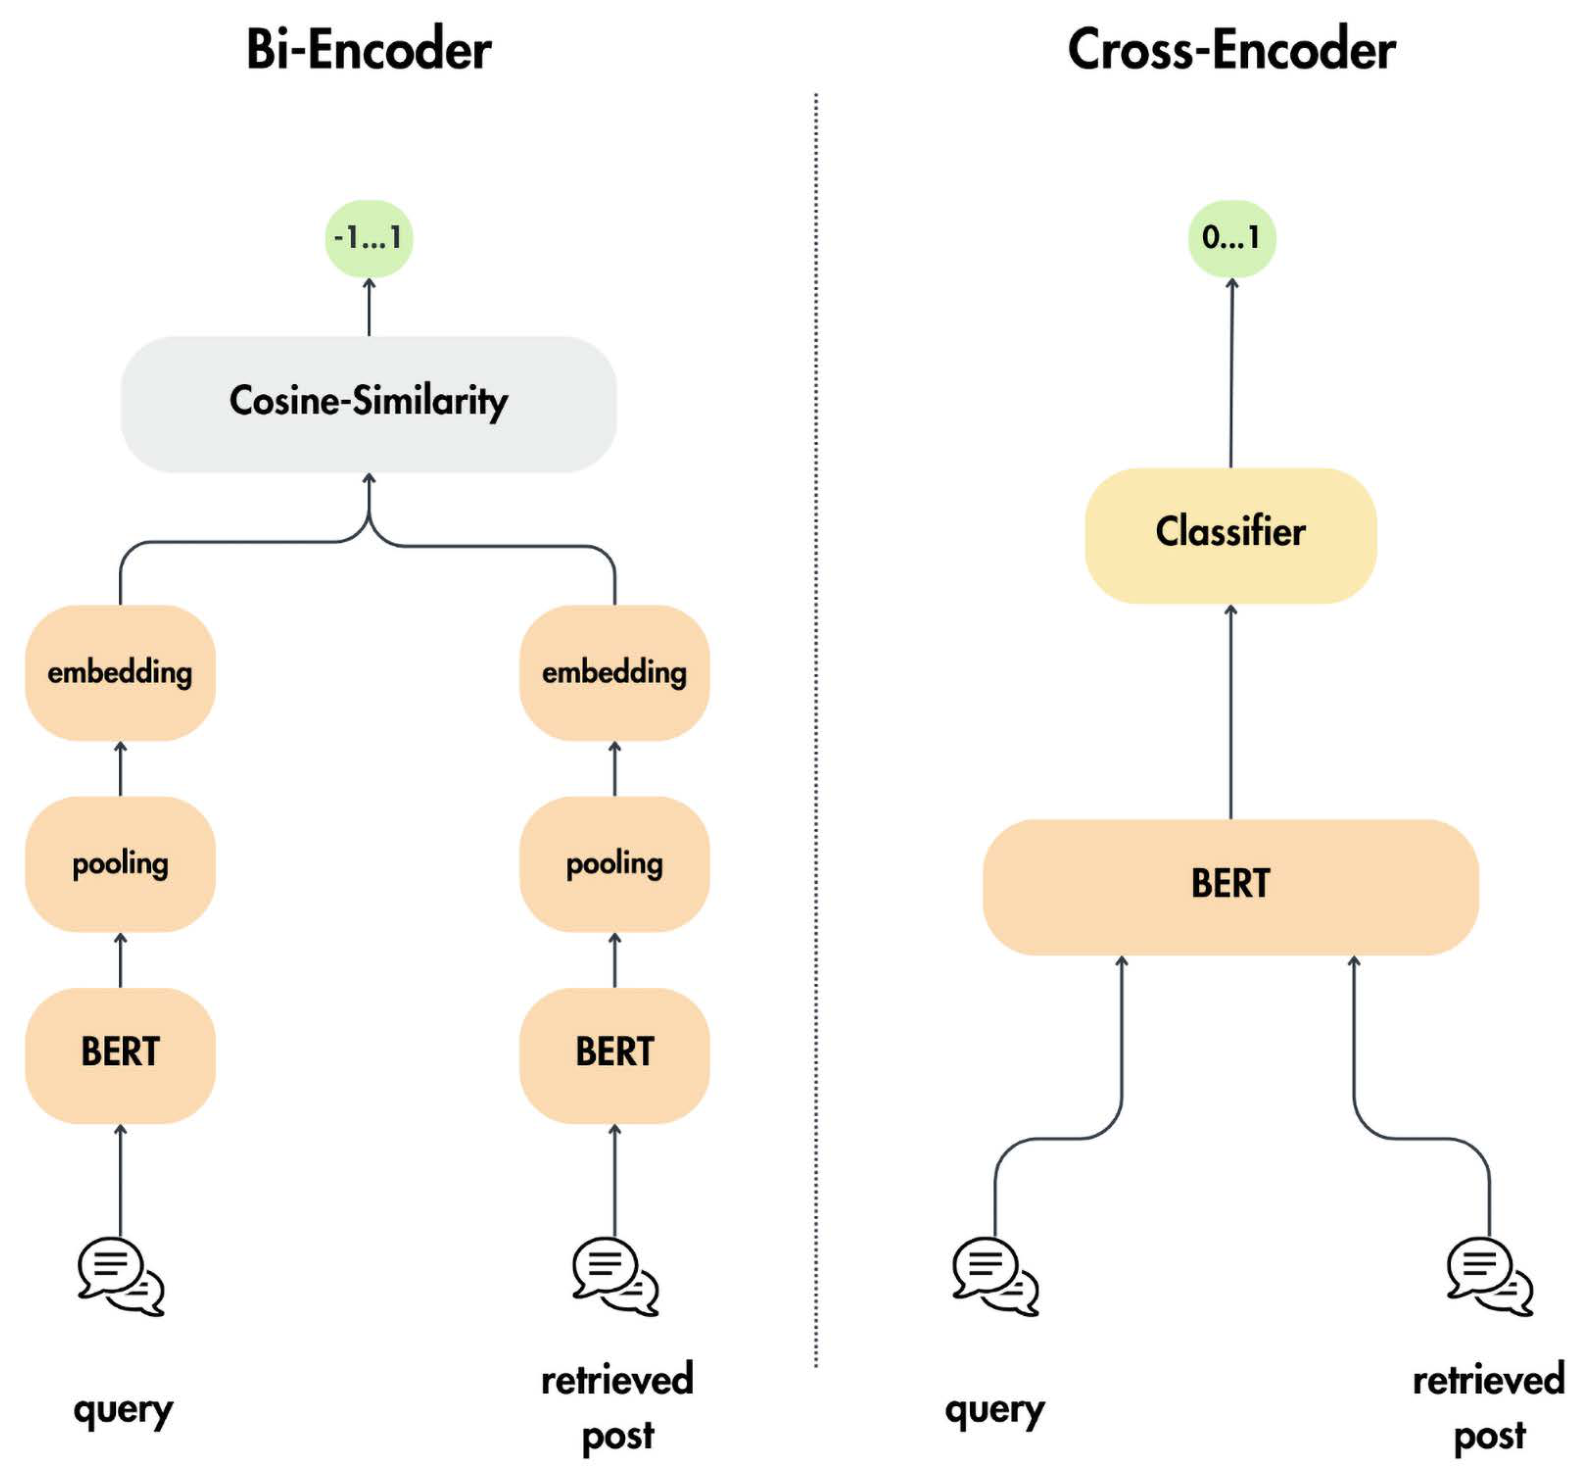 Bi-Encoder
-1...1
Cosine-Similarity
embedding
embedding
pooling
pooling
BERT
BERT
query
retrieved
post
Cross-Encoder
0...1
Classifier
BERT
query
retrieved
post